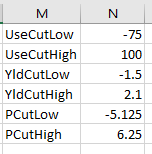 M N
UseCutLow -75
UseCutHigh 100
YldCutLow -1.5
YldCutHigh 2.1
PCutLow -5.125
PCutHigh 6.25